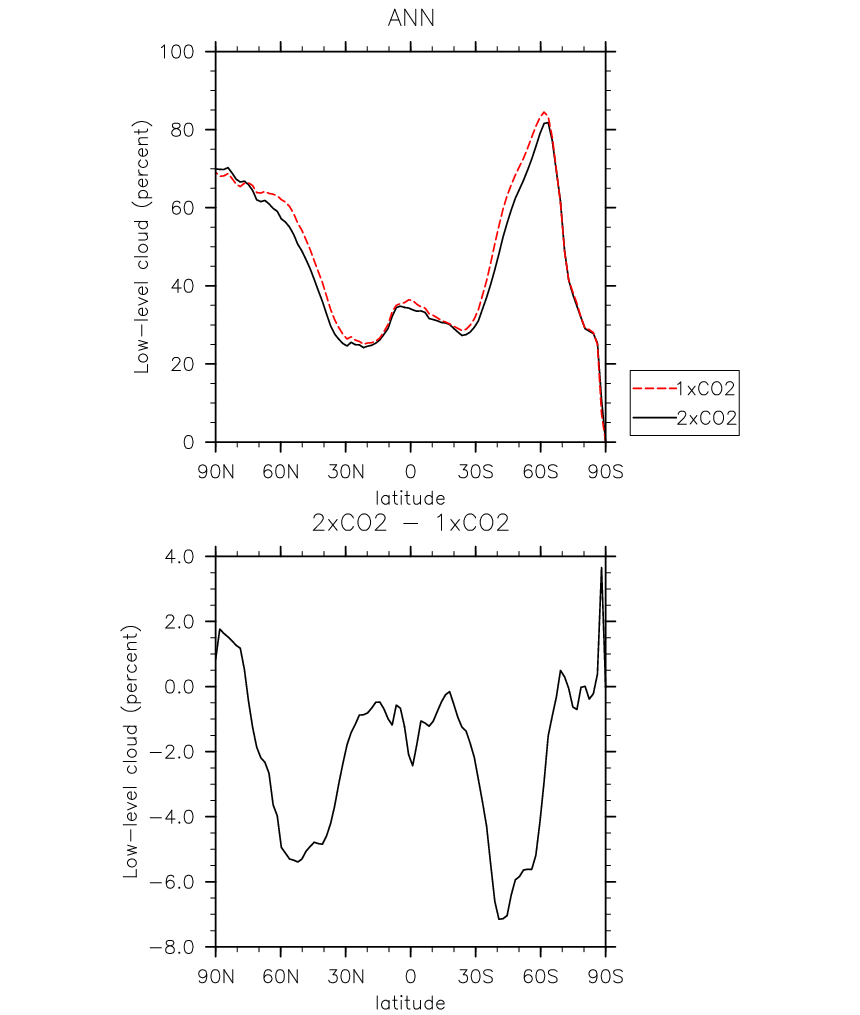 ANN
100
80
60
40
20
0
Low-level cloud (percent)
90N 60N 30N 0 30S 60S 90S
latitude
1xCO2
2xCO2
2xCO2 - 1xCO2
4.0
2.0
0.0
-2.0
-4.0
-6.0
-8.0
Low-level cloud (percent)
90N 60N 30N 0 30S 60S 90S
latitude